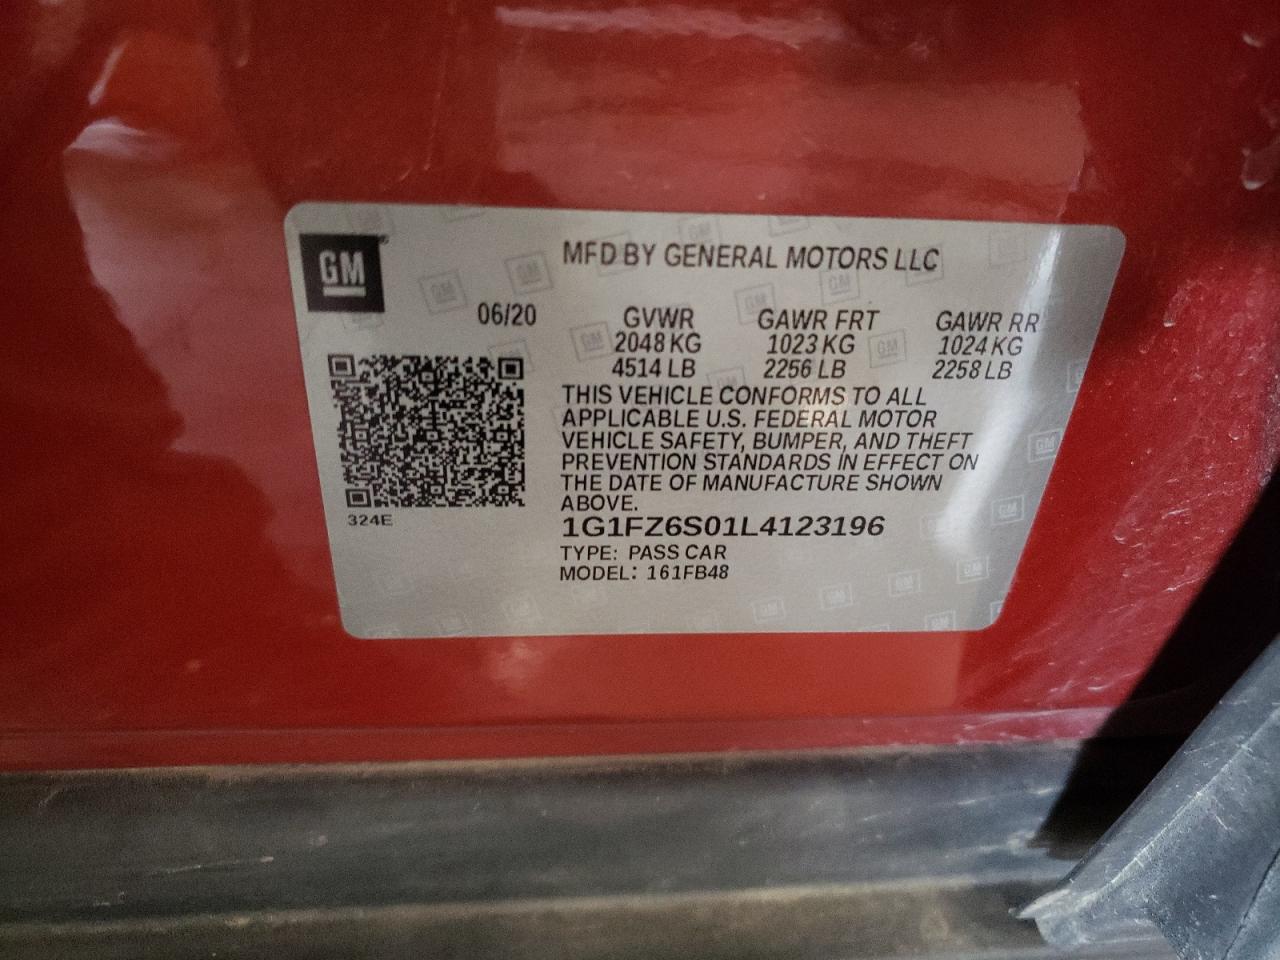 GM
MFD BY GENERAL MOTORS LLC
06/20
GVWR GAWR FRT GAWR RR
2048 KG 1023 KG 1024 KG
4514 LB 2256 LB 2258 LB
THIS VEHICLE CONFORMS TO ALL
APPLICABLE U.S. FEDERAL MOTOR
VEHICLE SAFETY, BUMPER, AND THEFT
PREVENTION STANDARDS IN EFFECT ON
THE DATE OF MANUFACTURE SHOWN
ABOVE.
324E
1G1FZ6S01L4123196
TYPE: PASS CAR
MODEL: 161FB48